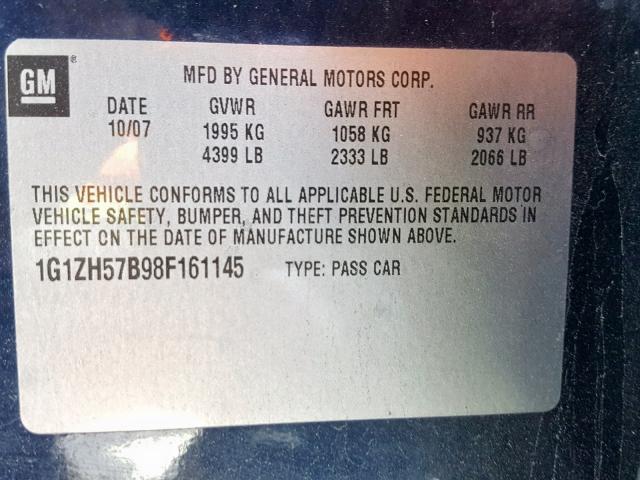 GM®
MFD BY GENERAL MOTORS CORP.
DATE GVWR GAWR FRT GAWR RR
10/07 1995 KG 1058 KG 937 KG
4399 LB 2333 LB 2066 LB
THIS VEHICLE CONFORMS TO ALL APPLICABLE U.S. FEDERAL MOTOR
VEHICLE SAFETY, BUMPER, AND THEFT PREVENTION STANDARDS IN
EFFECT ON THE DATE OF MANUFACTURE SHOWN ABOVE.
1G1ZH57B98F161145 TYPE: PASS CAR